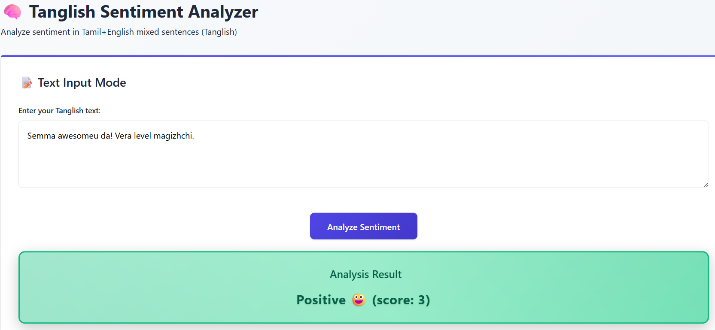 🧠 Tanglish Sentiment Analyzer
Analyze sentiment in Tamil+English mixed sentences (Tanglish)
📝 Text Input Mode
Enter your Tanglish text:
Semma awesomeu da! Vera level magizhchi.
Analyze Sentiment
Analysis Result
Positive 😀 (score: 3)